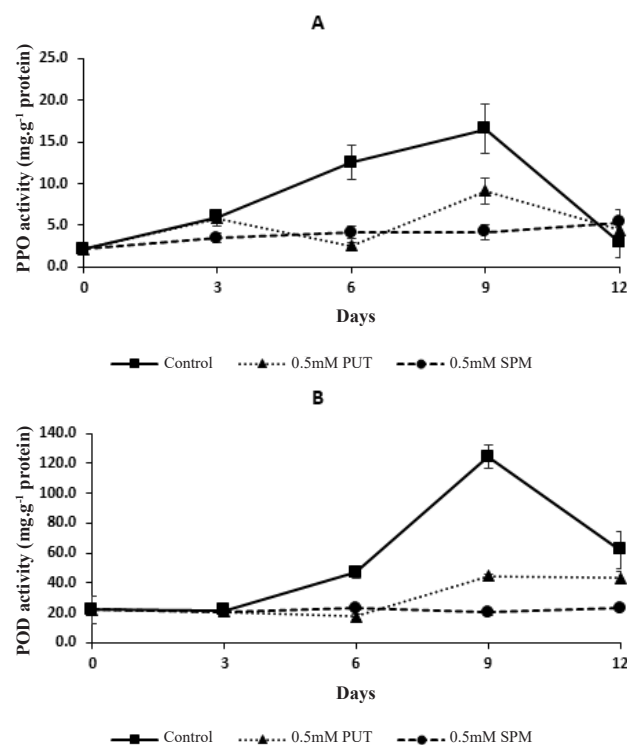 A
25.0
20.0
15.0
10.0
5.0
0.0
PPO activity (mg.g⁻¹ protein)
0 3 6 9 12
Days
Control 0.5mM PUT 0.5mM SPM
B
140.0
120.0
100.0
80.0
60.0
40.0
20.0
0.0
POD activity (mg.g⁻¹ protein)
0 3 6 9 12
Days
Control 0.5mM PUT 0.5mM SPM